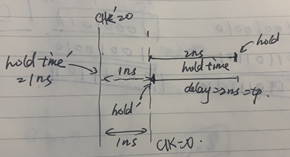 CLK'=0
2ns
hold
hold time
=1ns
1ns
hold time
hold'
delay=2ns=tp.
1ns
CLK=0.